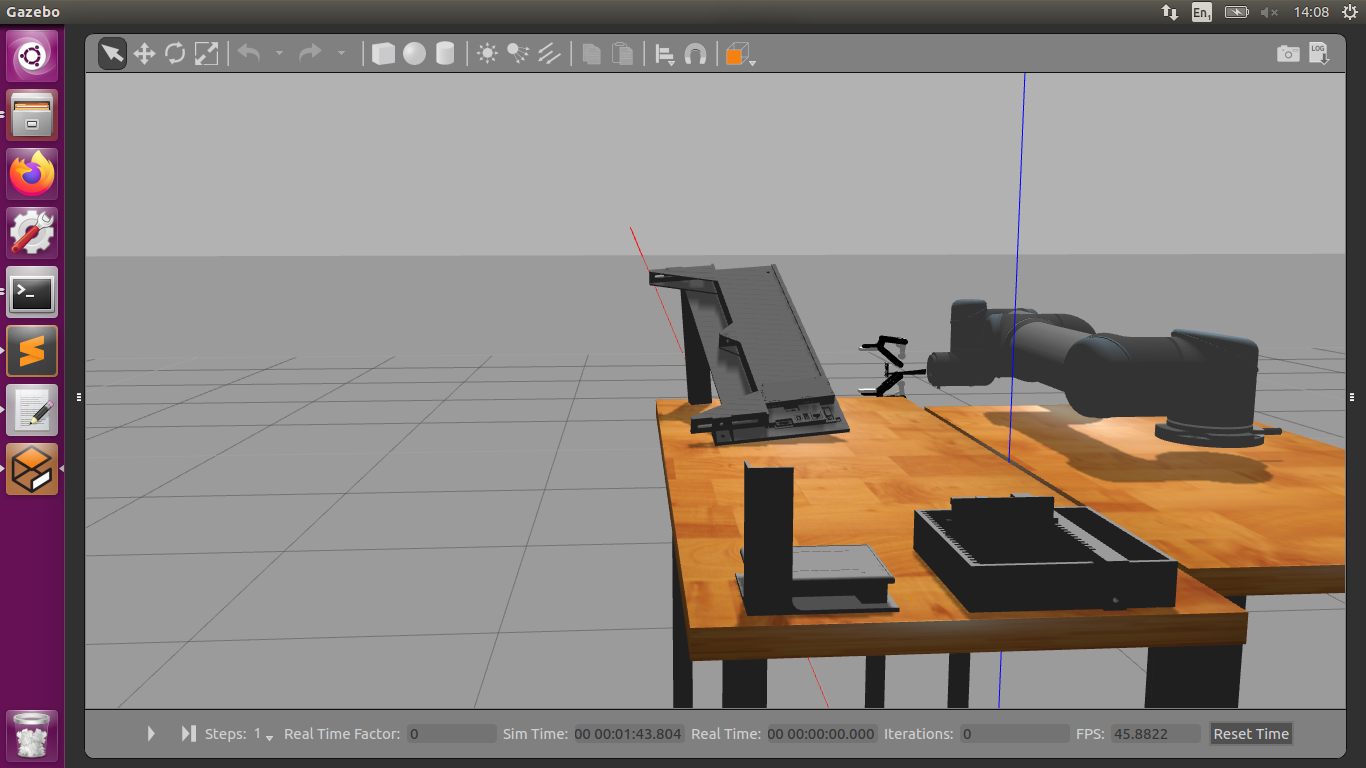 Gazebo
En1
14:08
LOG
Steps: 1
Real Time Factor: 0
Sim Time: 00 00:01:43.804
Real Time: 00 00:00:00.000
Iterations: 0
FPS: 45.8822
Reset Time